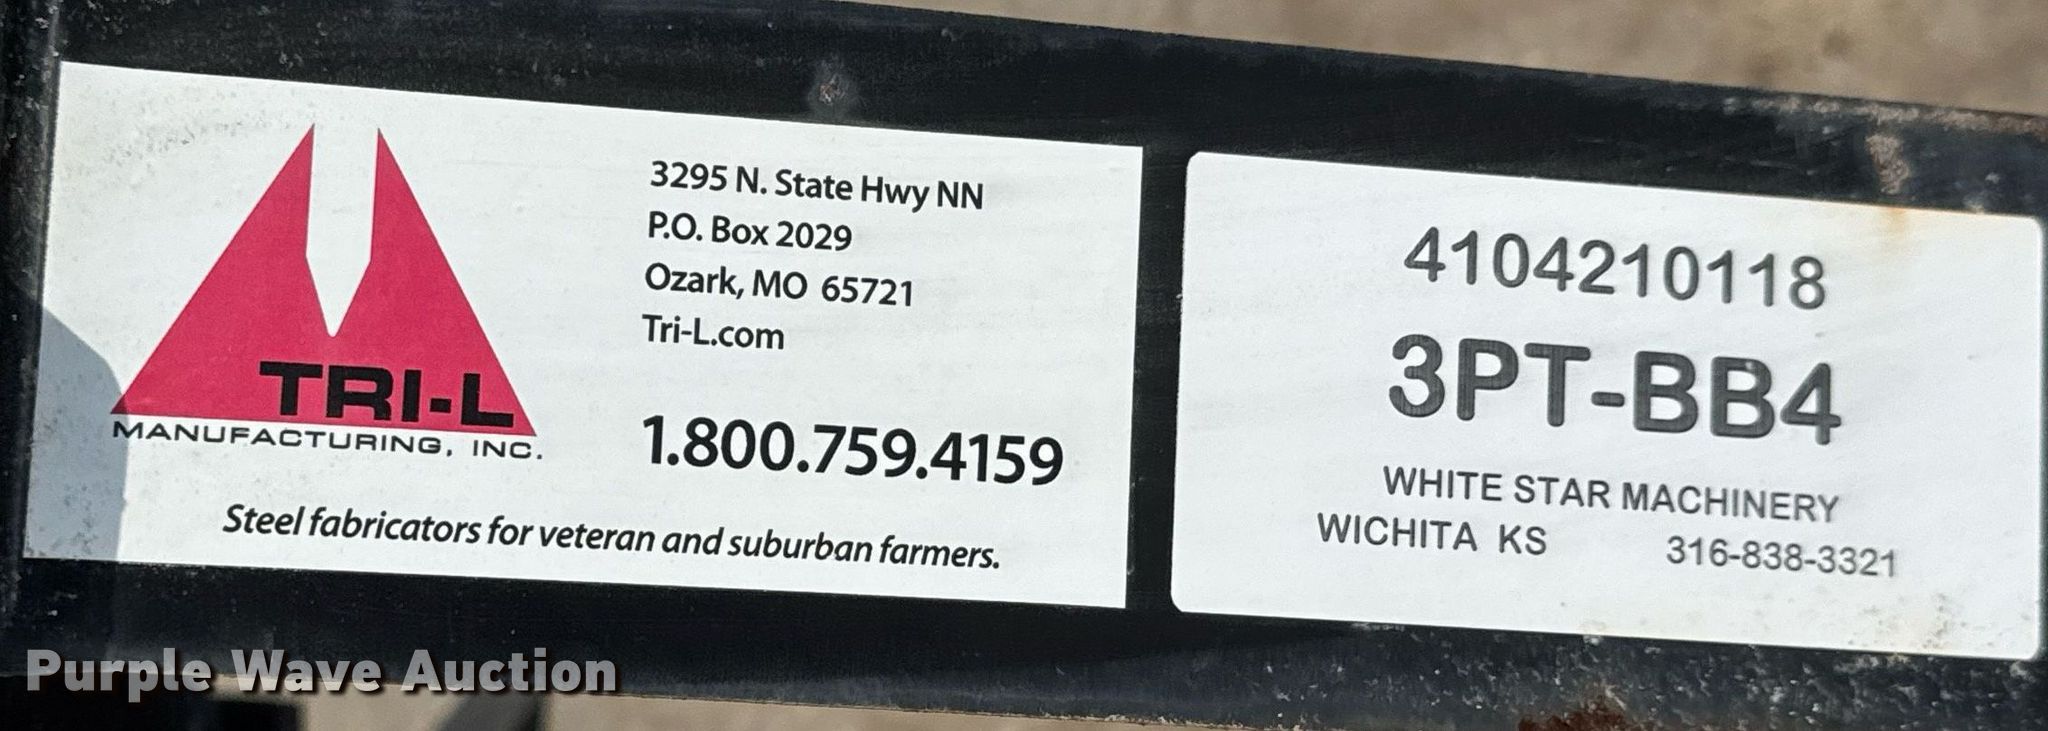 TRI-L
MANUFACTURING, INC.
3295 N. State Hwy NN
P.O. Box 2029
Ozark, MO 65721
Tri-L.com
1.800.759.4159
Steel fabricators for veteran and suburban farmers.
4104210118
3PT-BB4
WHITE STAR MACHINERY
WICHITA KS 316-838-3321
Purple Wave Auction